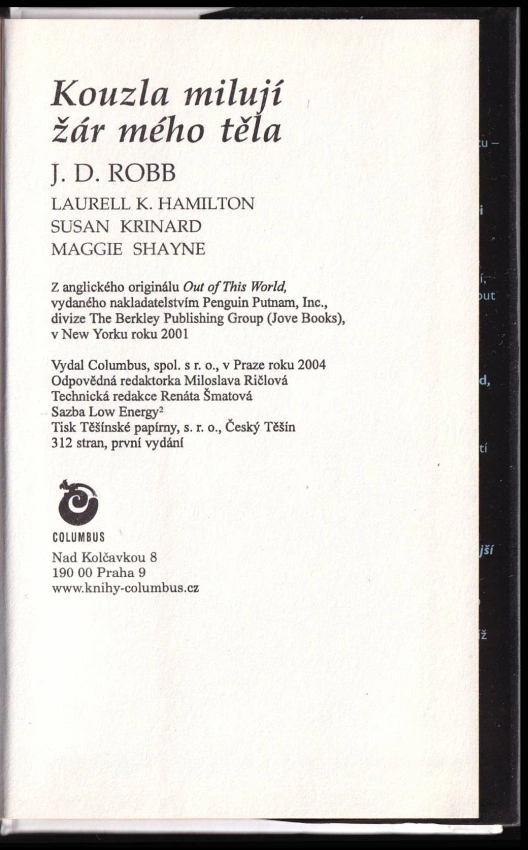 Kouzla milují
žár mého těla
J. D. ROBB
LAURELL K. HAMILTON
SUSAN KRINARD
MAGGIE SHAYNE
Z anglického originálu Out of This World,
vydaného nakladatelstvím Penguin Putnam, Inc.,
divize The Berkley Publishing Group (Jove Books),
v New Yorku roku 2001
Vydal Columbus, spol. s r. o., v Praze roku 2004
Odpovědná redaktorka Miloslava Ričlová
Technická redakce Renáta Šmatová
Sazba Low Energy²
Tisk Těšínské papírny, s. r. o., Český Těšín
312 stran, první vydání
COLUMBUS
Nad Kolčavkou 8
190 00 Praha 9
www.knihy-columbus.cz